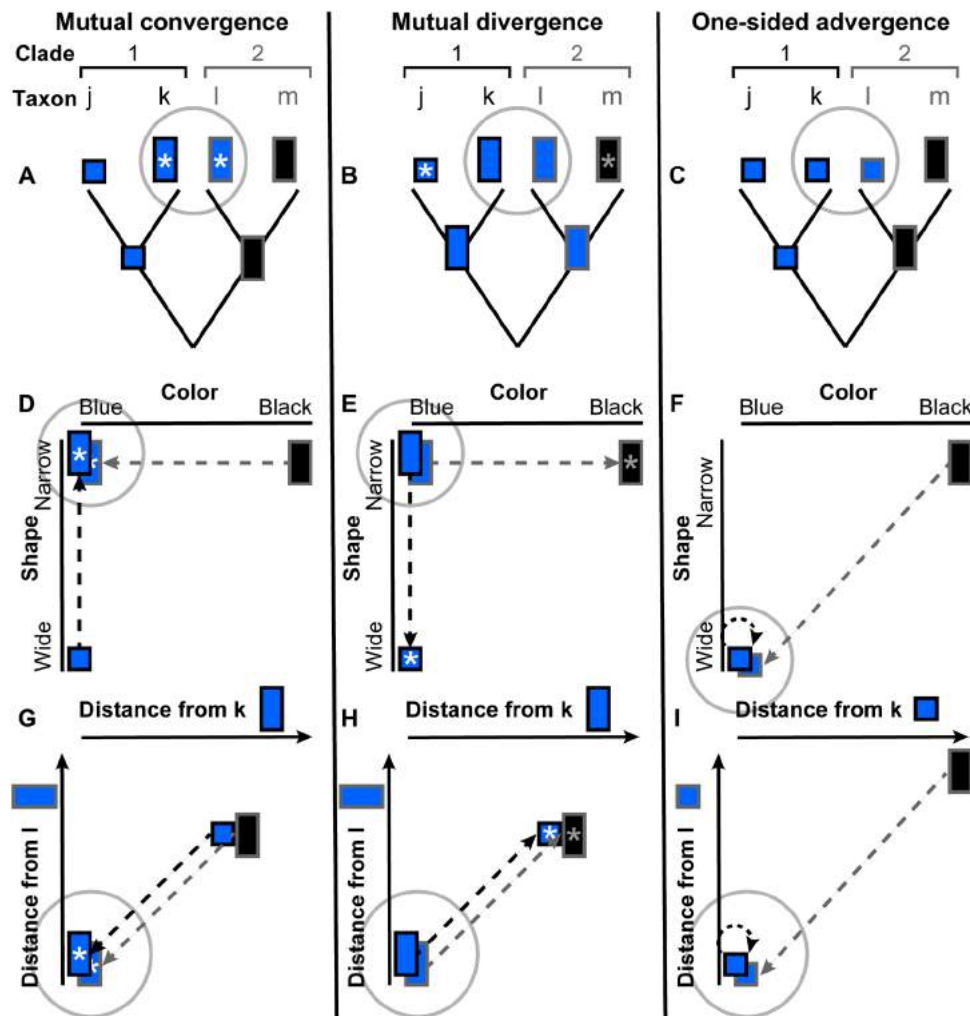 Mutual convergence
Mutual divergence
One-sided advergence
Clade 1 2
1 2
1 2
Taxon j k l m
j k l m
j k l m
A * *
B * *
C
D Color
Blue Black
Shape
Narrow
Wide
* *
E Color
Blue Black
Shape
Narrow
Wide
* *
F Color
Blue Black
Shape
Narrow
Wide
G Distance from k
Distance from l
* *
H Distance from k
Distance from l
* *
I Distance from k
Distance from l